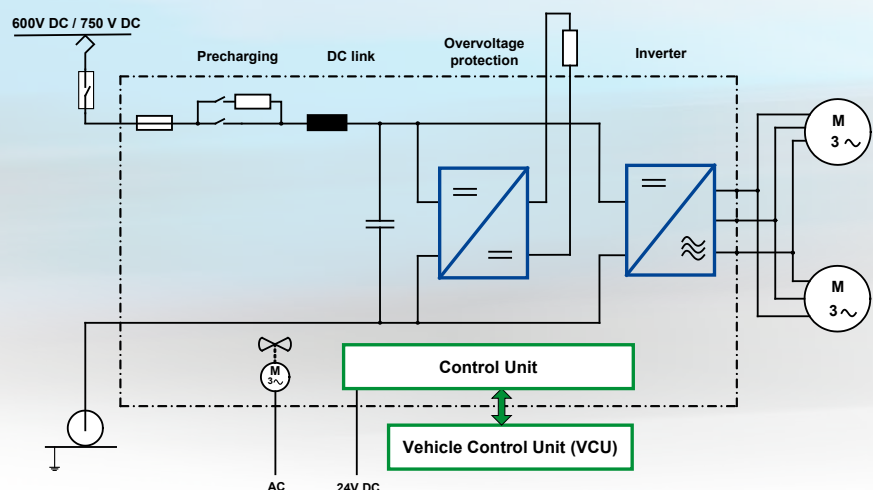 600V DC / 750 V DC
Precharging
DC link
Overvoltage
protection
Inverter
M
3
M
3
M
3
Control Unit
Vehicle Control Unit (VCU)
AC
24V DC